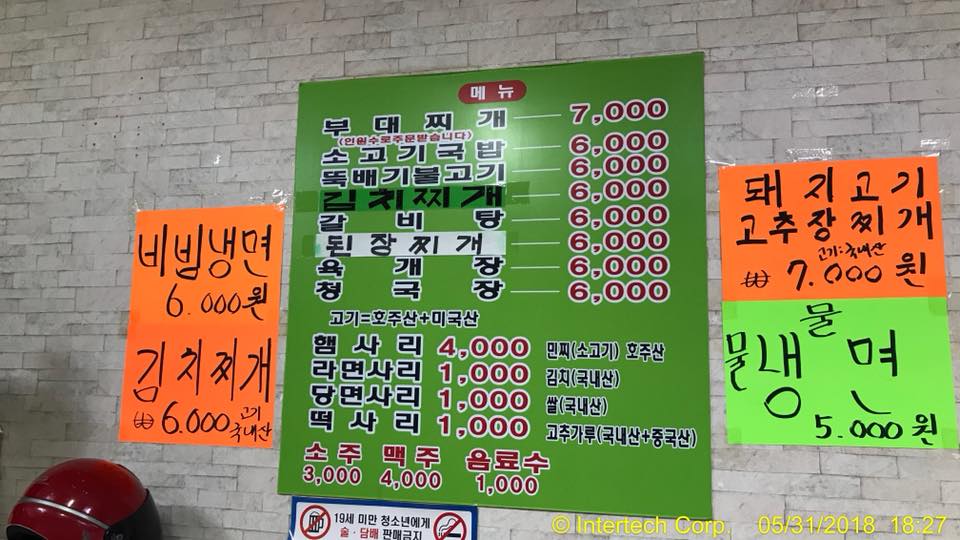 비빔냉면
6.000원
김치찌개
₩6.000원 고기
국내산
메뉴
부대찌개 7,000
(인원수로주문받습니다)
소고기국밥 6,000
뚝배기불고기 6,000
김치찌개 6,000
갈비탕 6,000
된장찌개 6,000
육개장 6,000
청국장 6,000
고기=호주산+미국산
햄사리 4,000 민찌(소고기) 호주산
라면사리 1,000 김치(국내산)
당면사리 1,000 쌀(국내산)
떡사리 1,000 고추가루(국내산+중국산)
소주 맥주 음료수
3,000 4,000 1,000
19세 미만 청소년에게
술·담배 판매금지
돼지고기
고추장찌개
고기:국내산
₩7.000원
물
물냉면
5.000원
© Intertech Corp. 05/31/2018 18:27